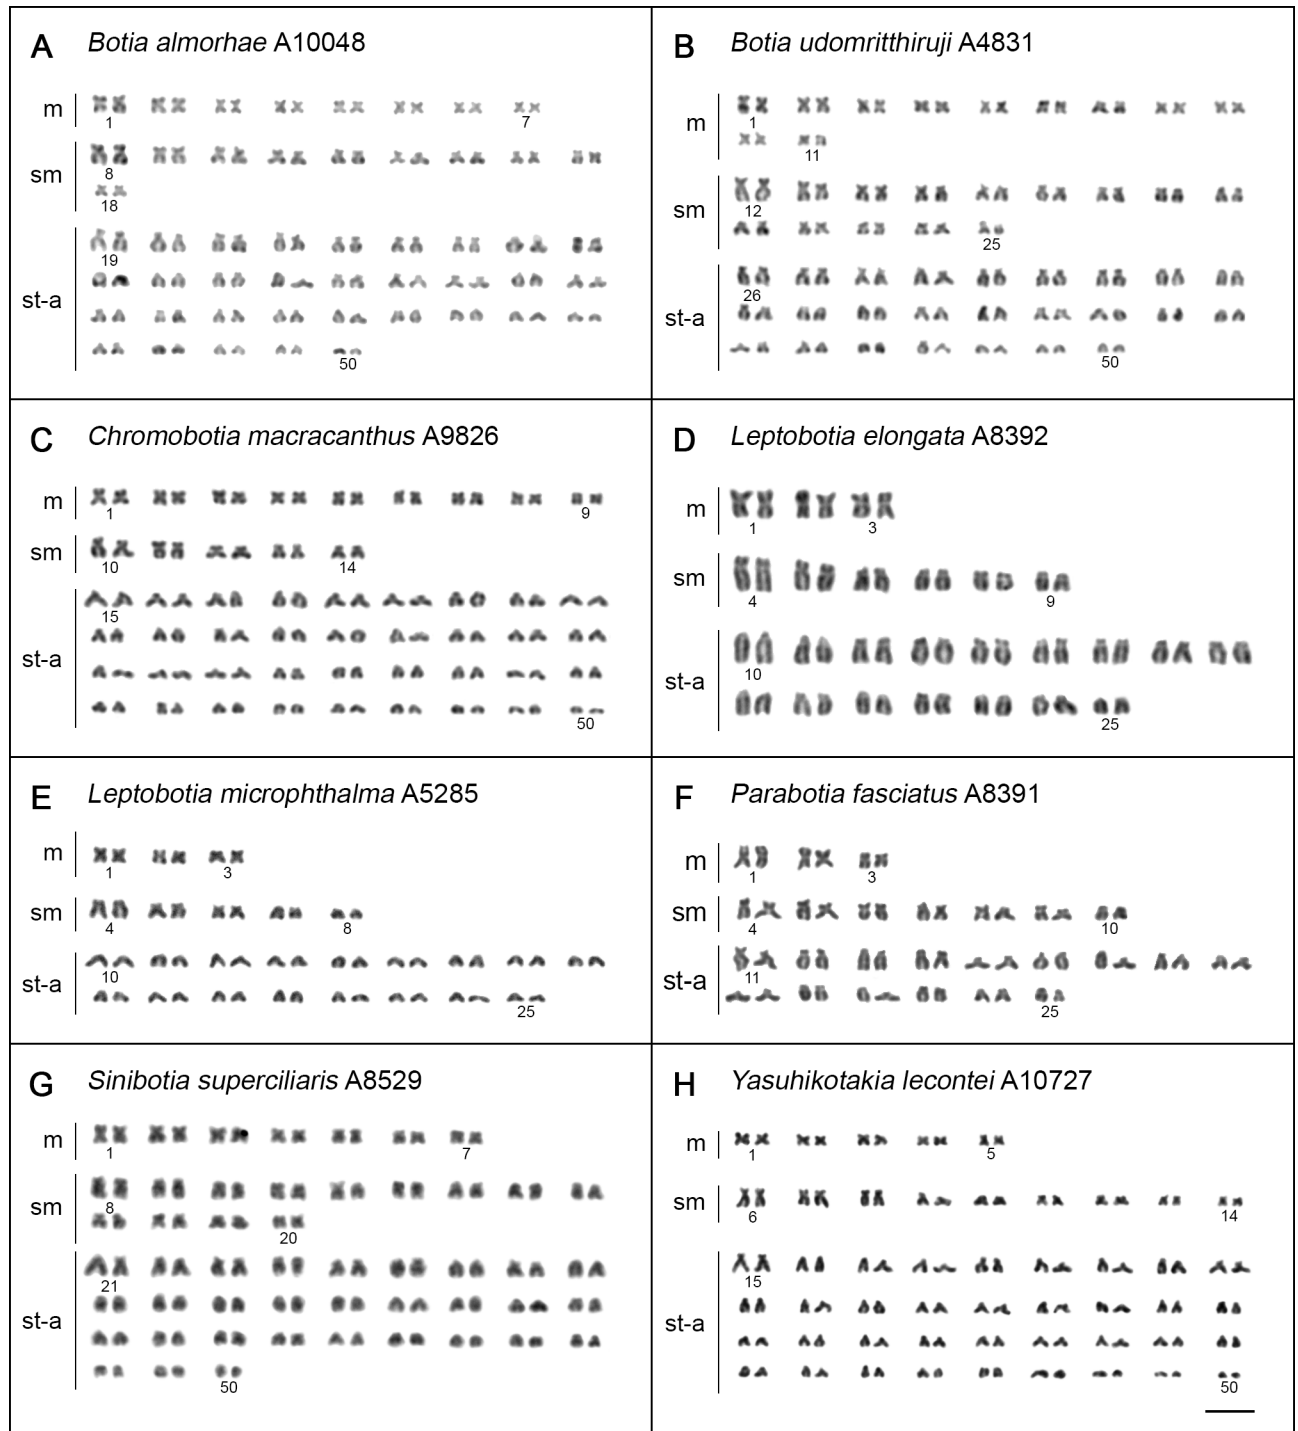 A Botia almorhae A10048
m
1 7
sm
8
18
st-a
19
50
B Botia udomritthiruji A4831
m
1
11
sm
12
25
st-a
26
50
C Chromobotia macracanthus A9826
m
1 9
sm
10 14
st-a
15
50
D Leptobotia elongata A8392
m
1 3
sm
4 9
st-a
10
25
E Leptobotia microphthalma A5285
m
1 3
sm
4 8
st-a
10
25
F Parabotia fasciatus A8391
m
1 3
sm
4 10
st-a
11
25
G Sinibotia superciliaris A8529
m
1 7
sm
8
20
st-a
21
50
H Yasuhikotakia lecontei A10727
m
1 5
sm
6 14
st-a
15
50